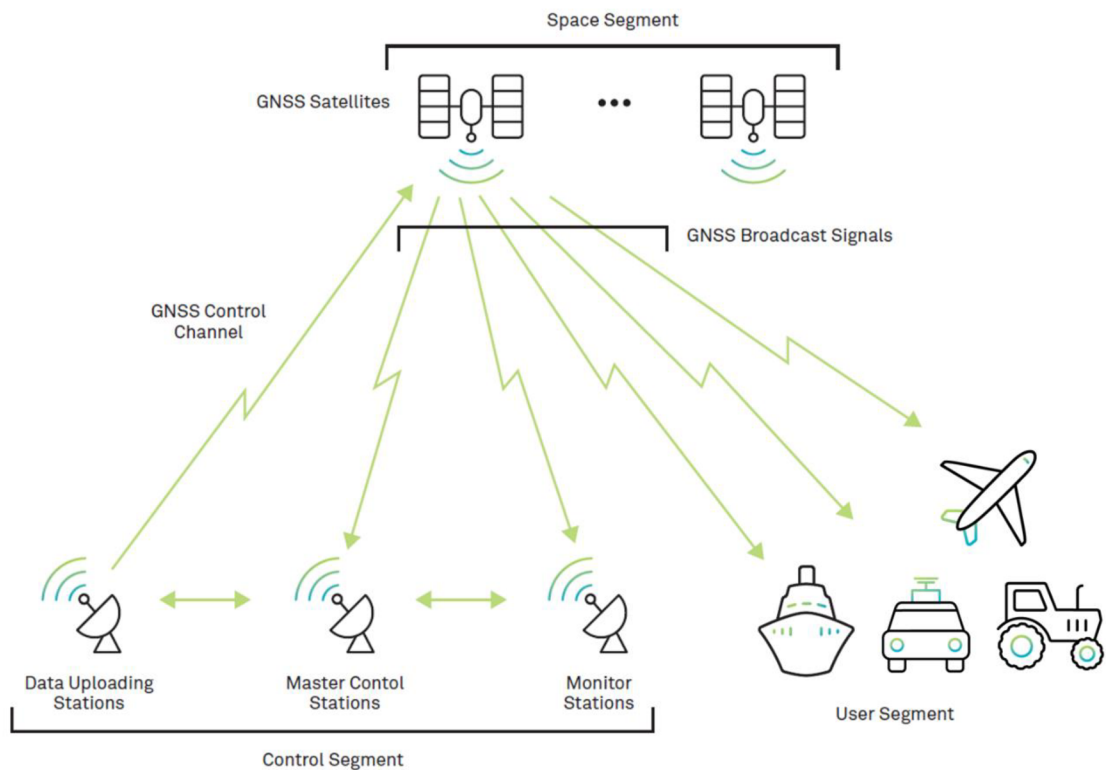 Space Segment
GNSS Satellites
GNSS Broadcast Signals
GNSS Control
Channel
Data Uploading
Stations
Master Contol
Stations
Monitor
Stations
User Segment
Control Segment